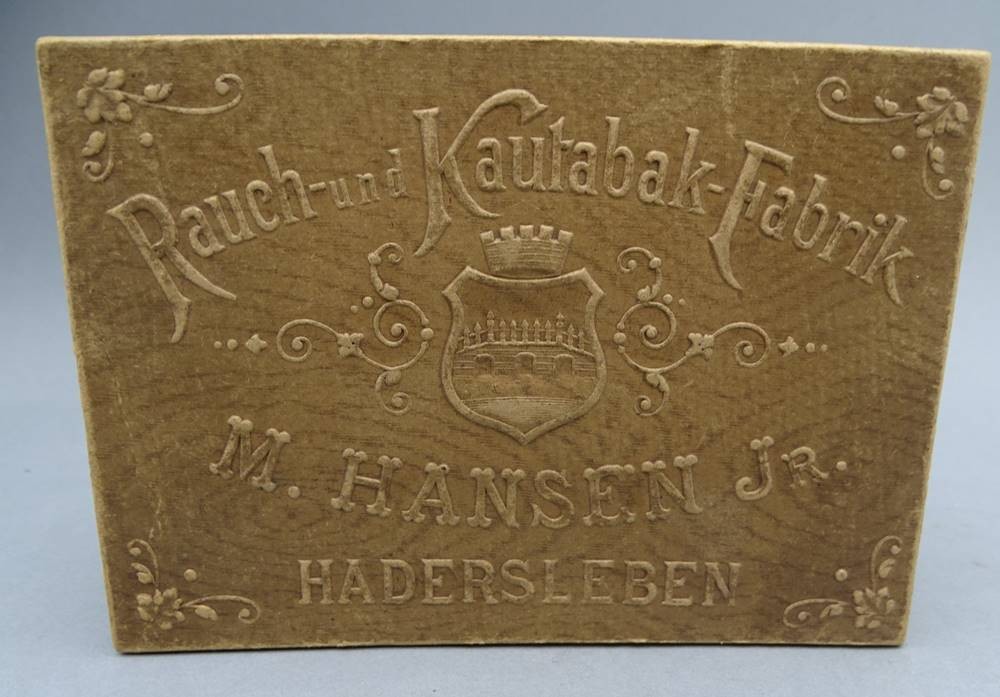 Rauch- und Kautabak-Fabrik
M. HANSEN JR.
HADERSLEBEN